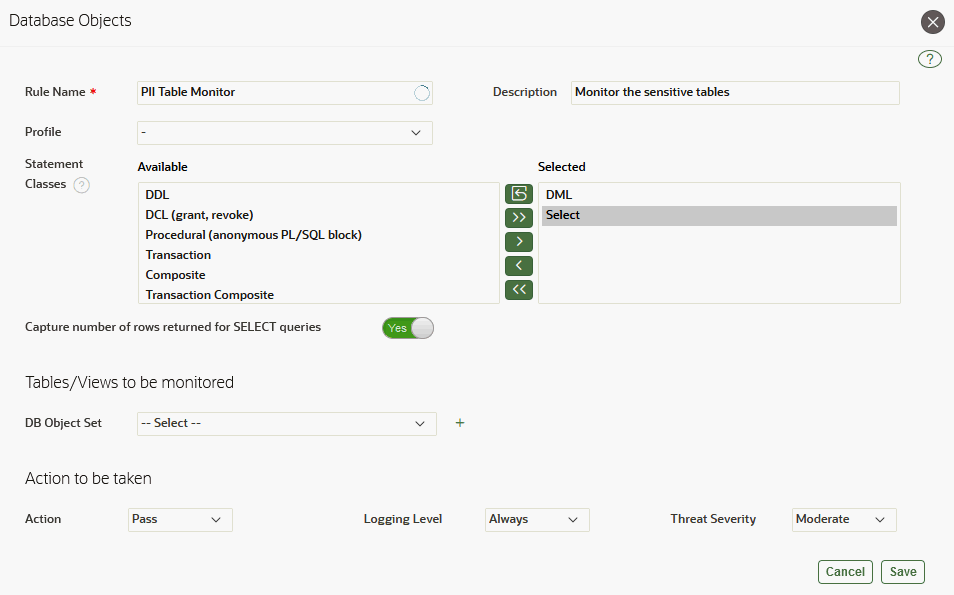 Database Objects
?
Rule Name * PII Table Monitor Description Monitor the sensitive tables
Profile -
Statement
Classes ?
Available Selected
DDL
DCL (grant, revoke)
Procedural (anonymous PL/SQL block)
Transaction
Composite
Transaction Composite
>>
>
<
<<
DML
Select
Capture number of rows returned for SELECT queries Yes
Tables/Views to be monitored
DB Object Set -- Select -- +
Action to be taken
Action Pass Logging Level Always Threat Severity Moderate
Cancel Save